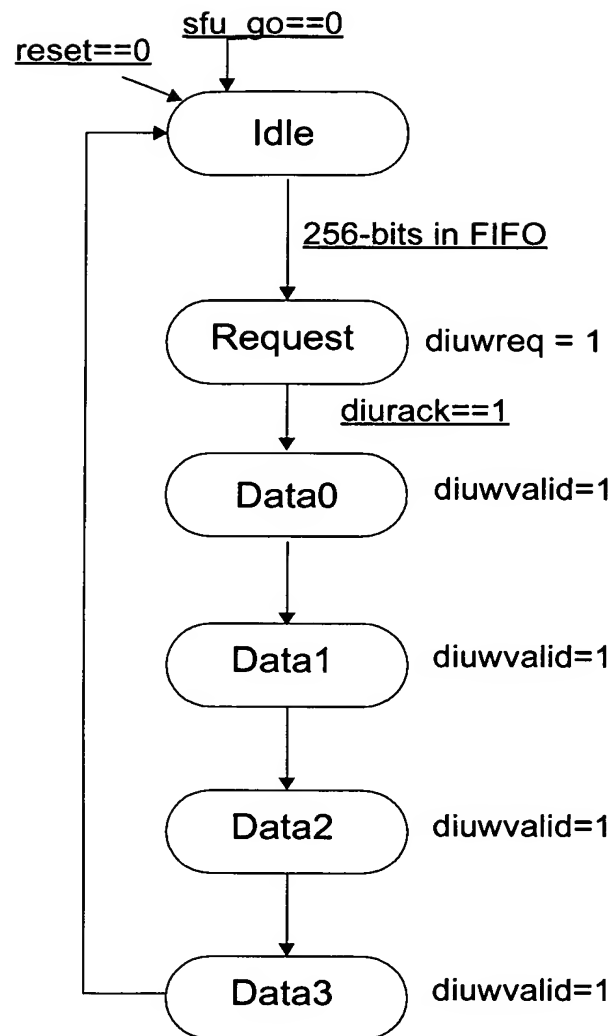 sfu_go==0
reset==0
Idle
256-bits in FIFO
Request
diuwreq = 1
diurack==1
Data0
diuwvalid=1
Data1
diuwvalid=1
Data2
diuwvalid=1
Data3
diuwvalid=1